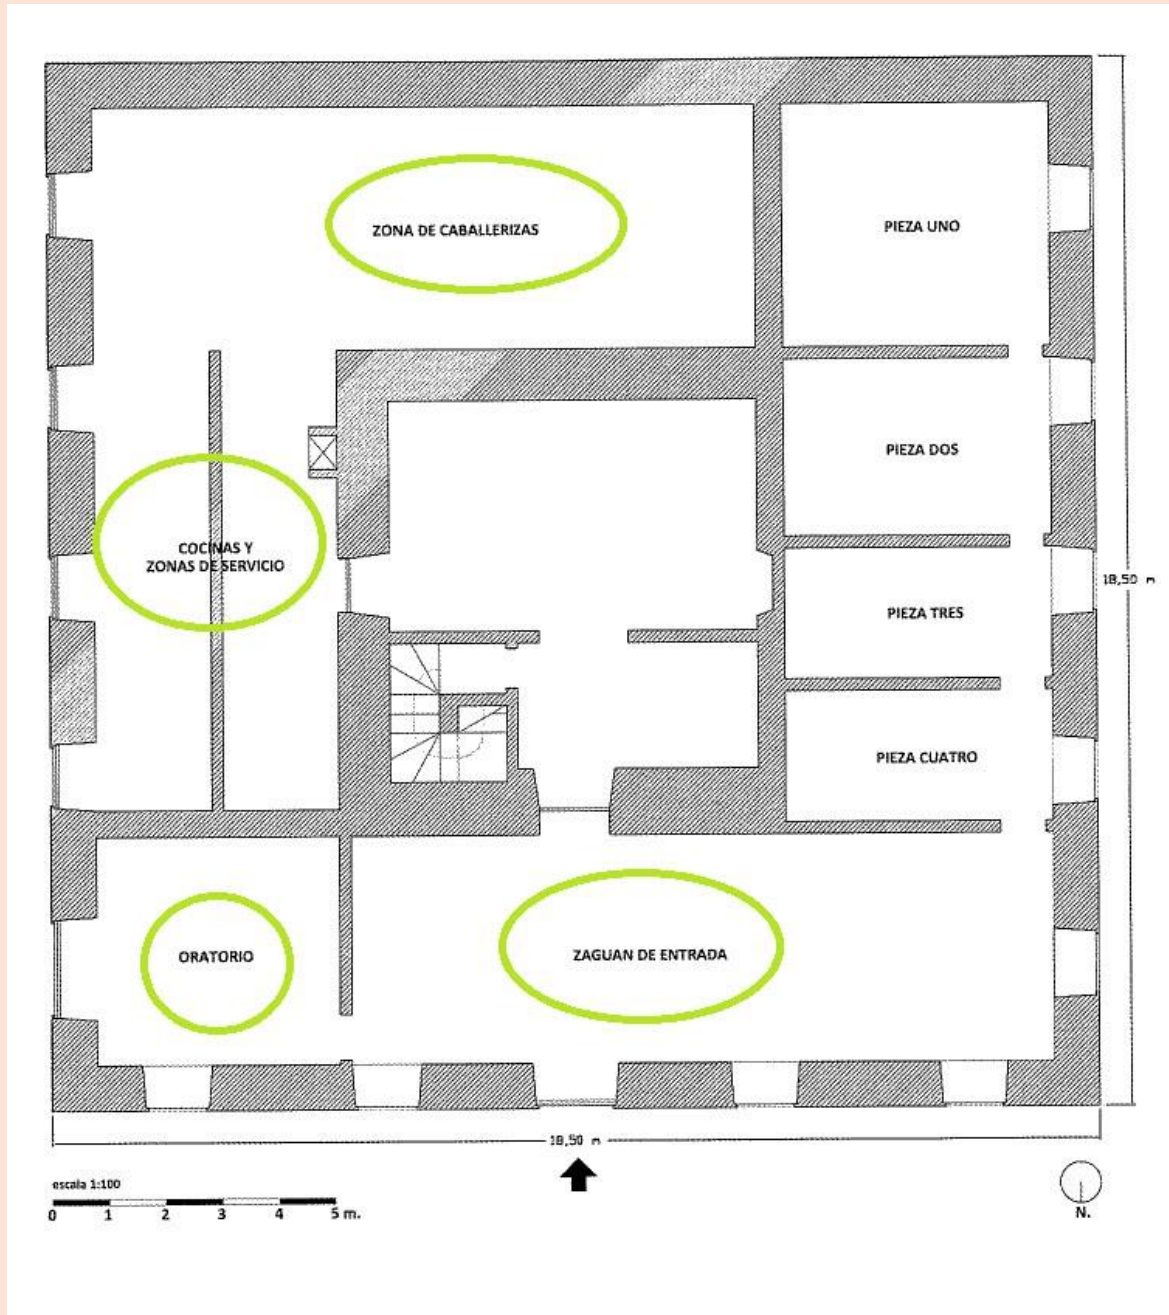 ZONA DE CABALLERIZAS
PIEZA UNO
PIEZA DOS
COCINAS Y
ZONAS DE SERVICIO
PIEZA TRES
18,50 m
PIEZA CUATRO
ORATORIO
ZAGUAN DE ENTRADA
18,50 m
escala 1:100
0 1 2 3 4 5 m.
N.